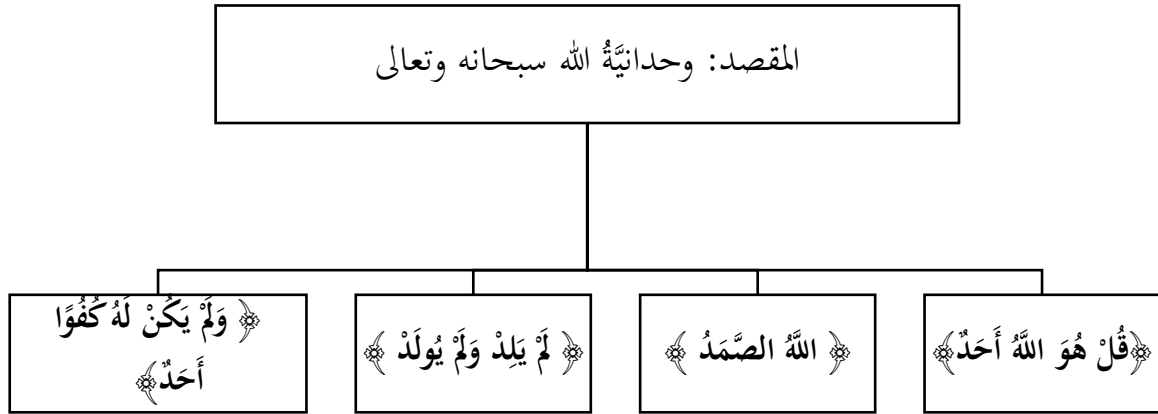 المقصد: وحدانيَّةُ الله سبحانه وتعالى
﴿قُلْ هُوَ اللَّهُ أَحَدٌ﴾
﴿ اللَّهُ الصَّمَدُ ﴾
﴿ لَمْ يَلِدْ وَلَمْ يُولَدْ ﴾
﴿ وَلَمْ يَكُنْ لَهُ كُفُوًا
أَحَدٌ﴾